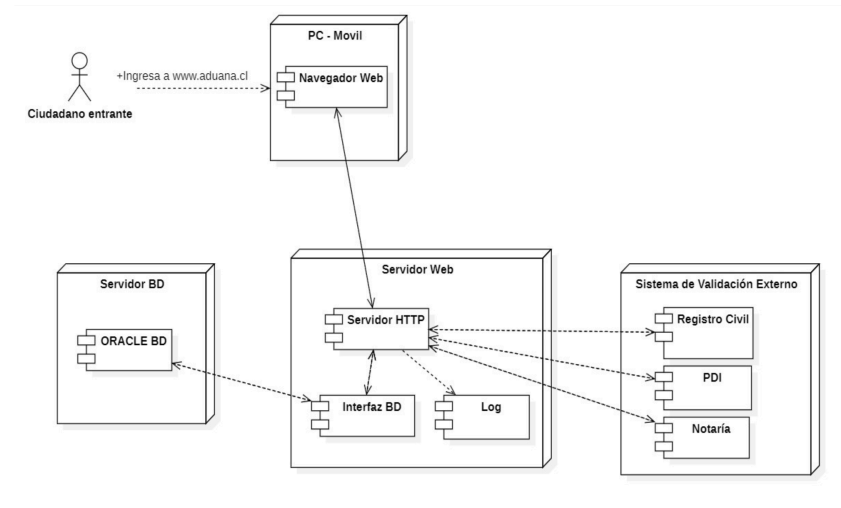 PC - Movil
+Ingresa a www.aduana.cl
Navegador Web
Ciudadano entrante
Servidor BD
Servidor Web
Sistema de Validación Externo
ORACLE BD
Servidor HTTP
Registro Civil
PDI
Interfaz BD
Log
Notaría